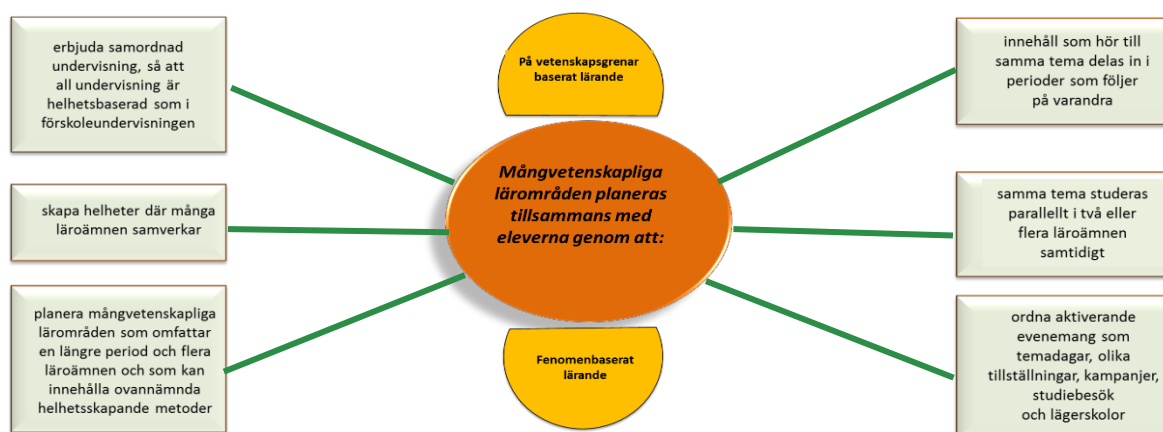 erbjuda samordnad
undervisning, så att
all undervisning är
helhetsbaserad som i
förskoleundervisningen
skapa helheter där många
läroämnen samverkar
planera mångvetenskapliga
lärområden som omfattar
en längre period och flera
läroämnen och som kan
innehålla ovannämnda
helhetsskapande metoder
På vetenskapsgrenar
baserat lärande
Mångvetenskapliga
lärområden planeras
tillsammans med
eleverna genom att:
Fenomenbaserat
lärande
innehåll som hör till
samma tema delas in i
perioder som följer
på varandra
samma tema studeras
parallellt i två eller
flera läroämnen
samtidigt
ordna aktiverande
evenemang som
temadagar, olika
tillställningar, kampanjer,
studiebesök
och lägerskolor